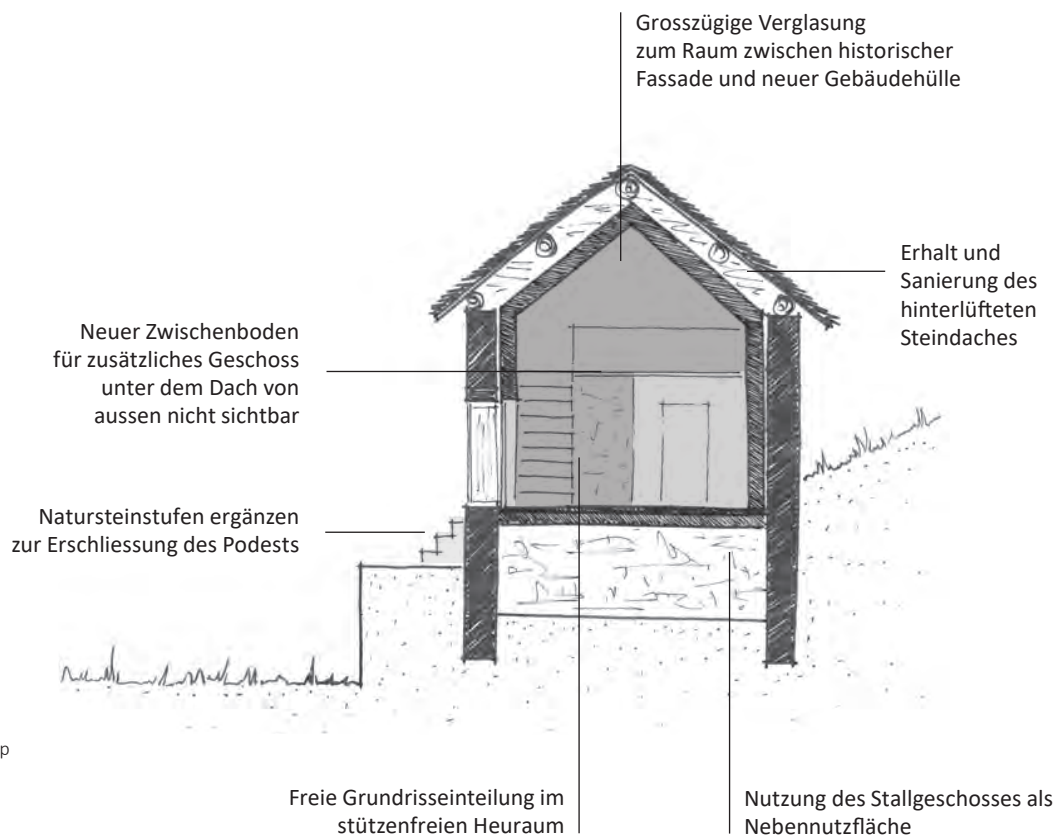 Grosszügige Verglasung
zum Raum zwischen historischer
Fassade und neuer Gebäudehülle
Erhalt und
Sanierung des
hinterlüfteten
Steindaches
Neuer Zwischenboden
für zusätzliches Geschoss
unter dem Dach von
aussen nicht sichtbar
Natursteinstufen ergänzen
zur Erschliessung des Podests
p
Freie Grundrisseinteilung im
stützenfreien Heuraum
Nutzung des Stallgeschosses als
Nebennutzfläche